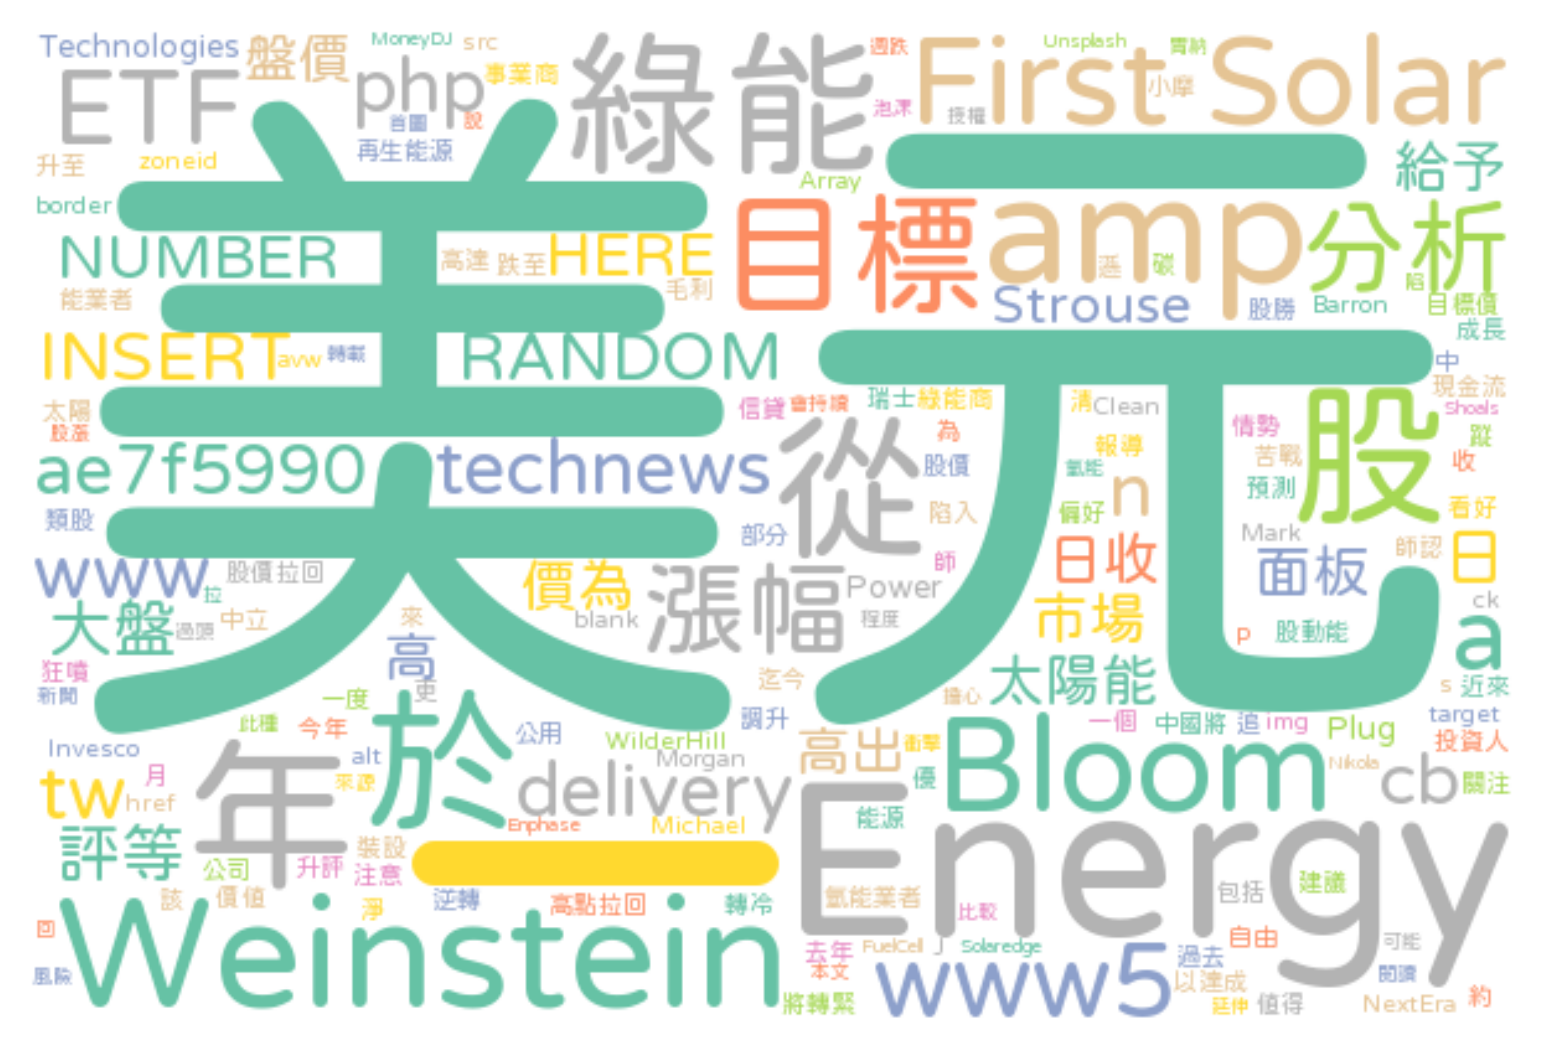 Technologies 盤價 MoneyDJ src
綠能 週跌 First Solar Unsplash
ETF php 事業商 小摩
首圖 說 泡沫 授權
再生能源
升至 zoneid Array 給予
border 美元
NUMBER 高達 跌至 HERE 目標 amp 分析
能業者 毛利 碳
Strouse 股勝 Barron 目標價
成長
INSERT avw 轉載 RANDOM 中
現金流
太陽 信貸 會持續 瑞士 綠能商 清 Clean Shoals
股漲 從 為 情勢 股 蹤
ae7f5990 technews 股價 報導 苦戰 收
氫能 n 預測
類股 陷入 偏好 看好
部分 Mark
www 股價拉回 師 日收 面板 師認 日
拉 價為 漲幅 Power
大盤 過頭 中立 來 blank 程度 市場 p 股動能 ck
高 a
狂噴 迄今 太陽能 s 近來
新聞 一度 更 擔心
此種 今年 於 公用 調升 一個 中國將 追 img Plug target
Invesco alt WilderHill 高出 衝擊 Bloom 投資人
月 年 來源 Morgan Nikola
tw href delivery 優 cb 關注
Enphase Michael 能源 Energy
評等 裝設 一
公司 升評 注意
該 價值 淨 逆轉 高點拉回 轉冷 氫能業者 包括 建議
Weinstein 比較
回 去年 FuelCell J Solaredge 自由 可能
風險 本文 www5 過去 閱讀
將轉緊 以達成
延伸 值得 NextEra 約